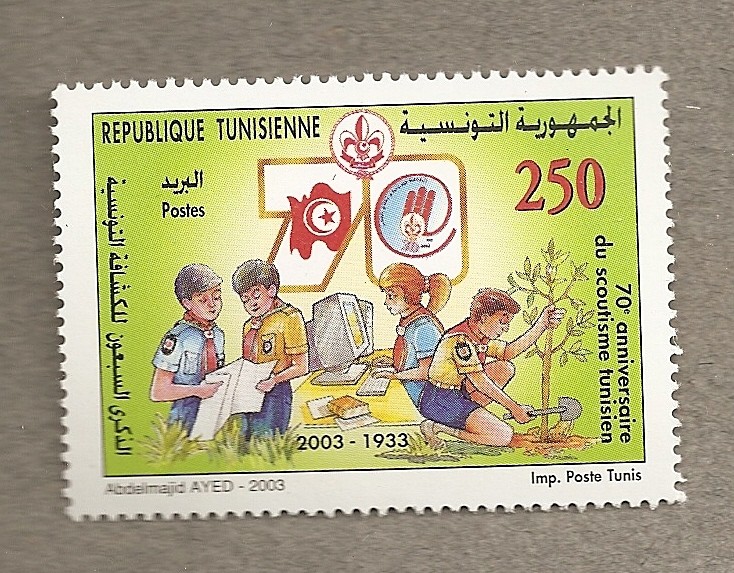 REPUBLIQUE TUNISIENNE
الجمهورية التونسية
البريد
Postes
250
70
70e anniversaire
du scoutisme tunisien
الذكرى السبعون للكشافة التونسية
2003 - 1933
Abdelmajid AYED - 2003
Imp. Poste Tunis